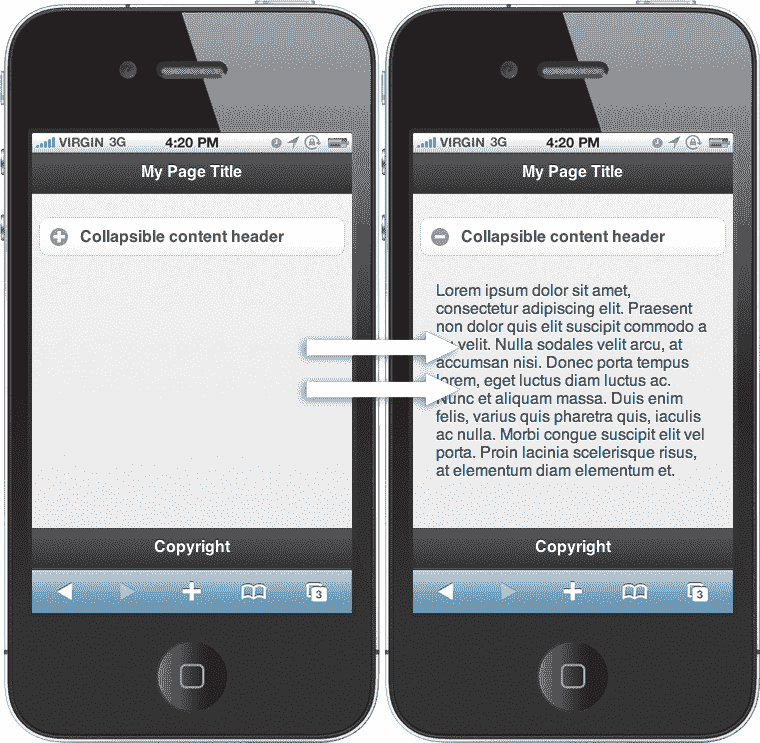 VIRGIN 3G 4:20 PM
My Page Title
Collapsible content header
Copyright
3
VIRGIN 3G 4:20 PM
My Page Title
Collapsible content header
Lorem ipsum dolor sit amet,
consectetur adipiscing elit. Praesent
non dolor quis elit suscipit commodo a
velit. Nulla sodales velit arcu, at
accumsan nisi. Donec porta tempus
lorem, eget luctus diam luctus ac.
Nunc et aliquam massa. Duis enim
felis, varius quis pharetra quis, iaculis
ac nulla. Morbi congue suscipit elit vel
porta. Proin lacinia scelerisque risus,
at elementum diam elementum et.
Copyright
3